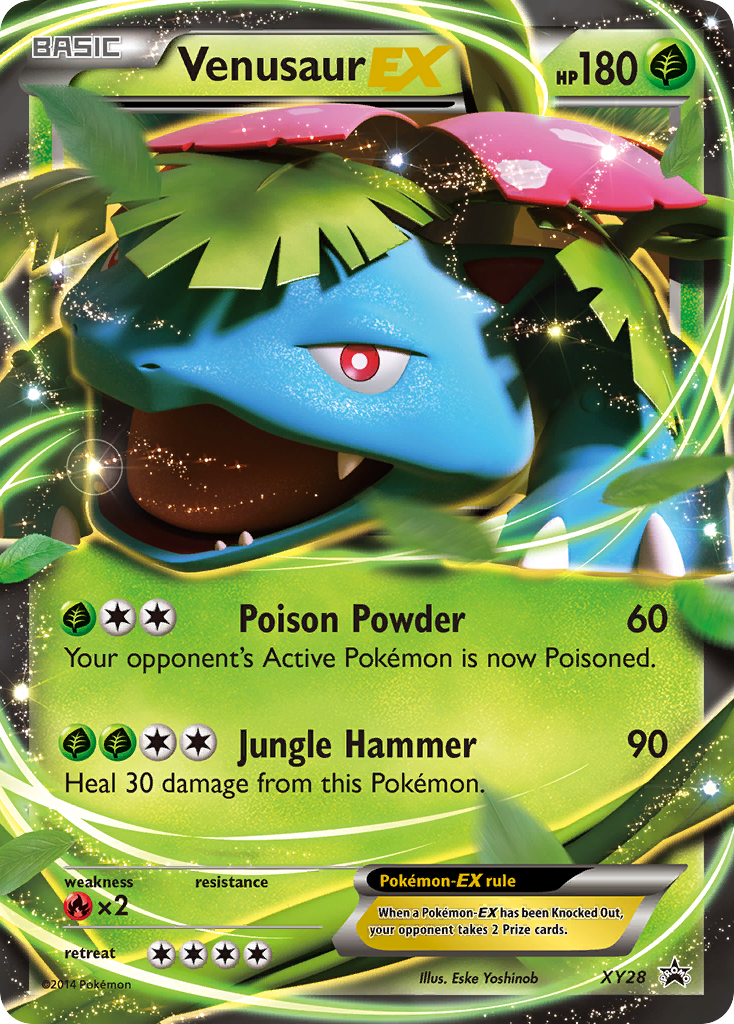 BASIC
Venusaur EX
HP 180
Poison Powder 60
Your opponent's Active Pokémon is now Poisoned.
Jungle Hammer 90
Heal 30 damage from this Pokémon.
weakness resistance
×2
Pokémon-EX rule
When a Pokémon-EX has been Knocked Out,
your opponent takes 2 Prize cards.
retreat
©2014 Pokémon
Illus. Eske Yoshinob
XY28
PROMO